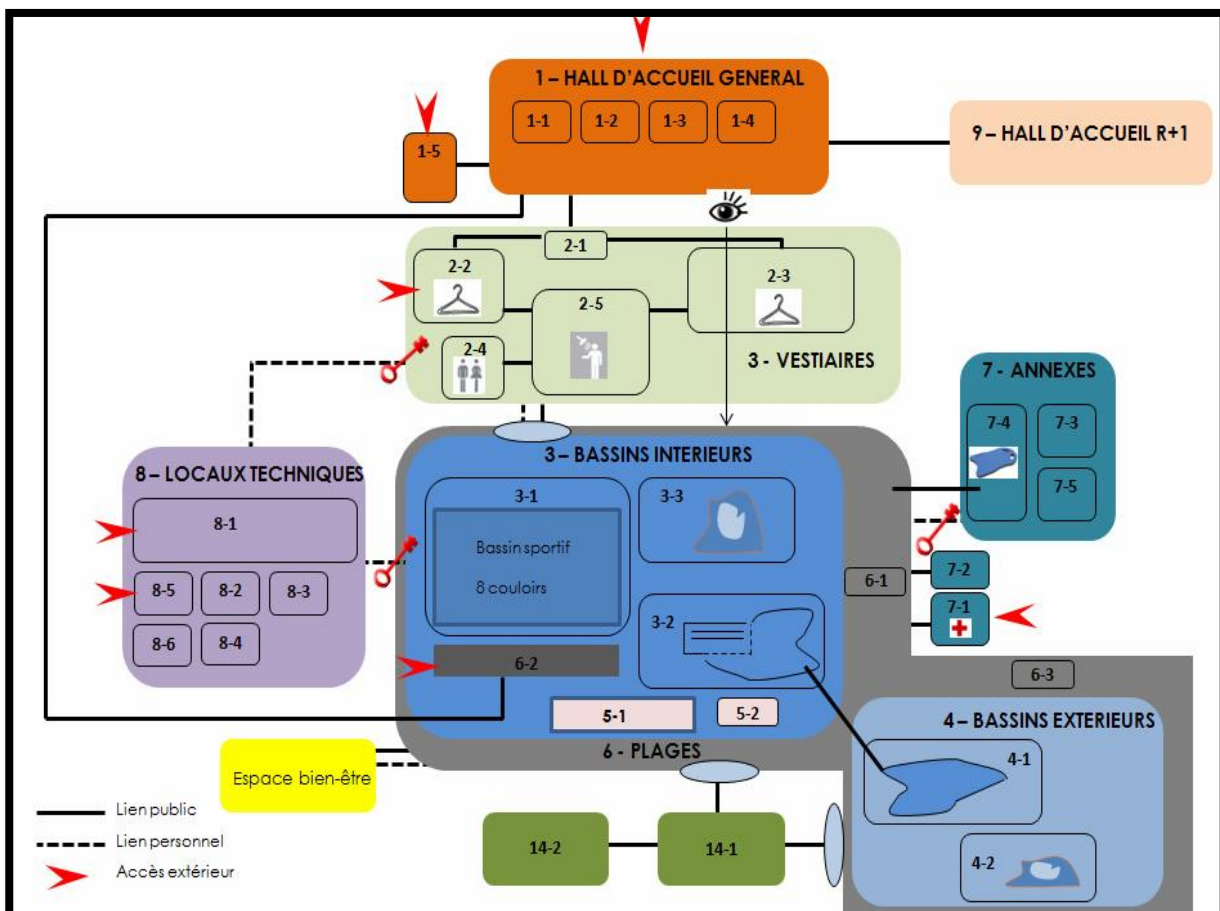 1 – HALL D'ACCUEIL GENERAL
1-1
1-2
1-3
1-4
1-5
9 – HALL D'ACCUEIL R+1
2-1
2-2
2-3
2-5
2-4
3 - VESTIAIRES
7 - ANNEXES
7-4
7-3
7-5
7-2
7-1
8 – LOCAUX TECHNIQUES
8-1
8-5
8-2
8-3
8-6
8-4
3 – BASSINS INTERIEURS
3-1
Bassin sportif
8 couloirs
3-3
3-2
6-1
6-2
6-3
5-1
5-2
6 - PLAGES
4 – BASSINS EXTERIEURS
4-1
4-2
Espace bien-être
14-2
14-1
Lien public
Lien personnel
Accès extérieur